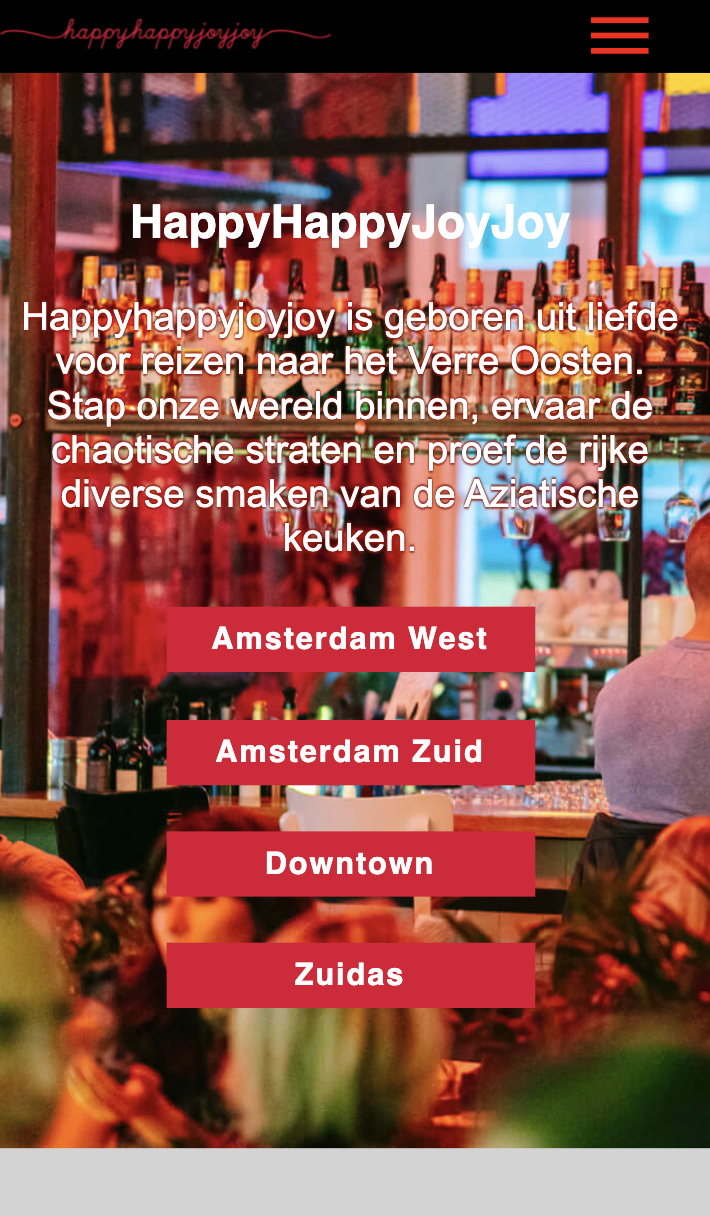 happyhappyjoyjoy
HappyHappyJoyJoy
Happyhappyjoyjoy is geboren uit liefde
voor reizen naar het Verre Oosten.
Stap onze wereld binnen, ervaar de
chaotische straten en proef de rijke
diverse smaken van de Aziatische
keuken.
Amsterdam West
Amsterdam Zuid
Downtown
Zuidas